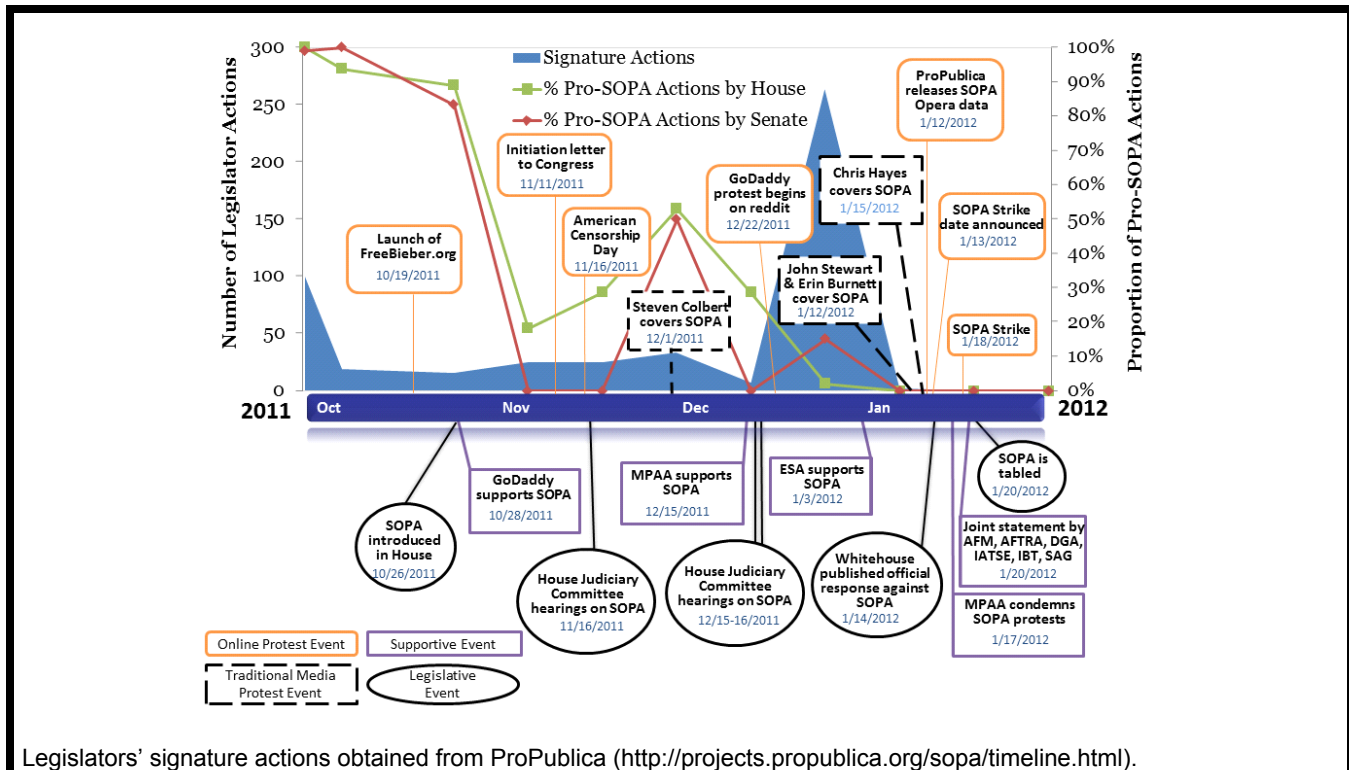 300
250
200
150
100
50
0
Number of Legislator Actions
100%
90%
80%
70%
60%
50%
40%
30%
20%
10%
0%
Proportion of Pro-SOPA Actions
Signature Actions
% Pro-SOPA Actions by House
% Pro-SOPA Actions by Senate
Launch of
FreeBieber.org
10/19/2011
Initiation letter
to Congress
11/11/2011
American
Censorship
Day
11/16/2011
Steven Colbert
covers SOPA
12/1/2011
GoDaddy
protest begins
on reddit
12/22/2011
John Stewart
& Erin Burnett
cover SOPA
1/12/2012
Chris Hayes
covers SOPA
1/15/2012
ProPublica
releases SOPA
Opera data
1/12/2012
SOPA Strike
date announced
1/13/2012
SOPA Strike
1/18/2012
2011
Oct
Nov
Dec
Jan
2012
SOPA
introduced
in House
10/26/2011
GoDaddy
supports SOPA
10/28/2011
House Judiciary
Committee
hearings on SOPA
11/16/2011
MPAA supports
SOPA
12/15/2011
House Judiciary
Committee
hearings on SOPA
12/15-16/2011
ESA supports
SOPA
1/3/2012
Whitehouse
published official
response against
SOPA
1/14/2012
SOPA is
tabled
1/20/2012
Joint statement by
AFM, AFTRA, DGA,
IATSE, IBT, SAG
1/20/2012
MPAA condemns
SOPA protests
1/17/2012
Online Protest Event
Supportive Event
Traditional Media
Protest Event
Legislative
Event
Legislators’ signature actions obtained from ProPublica (http://projects.propublica.org/sopa/timeline.html).